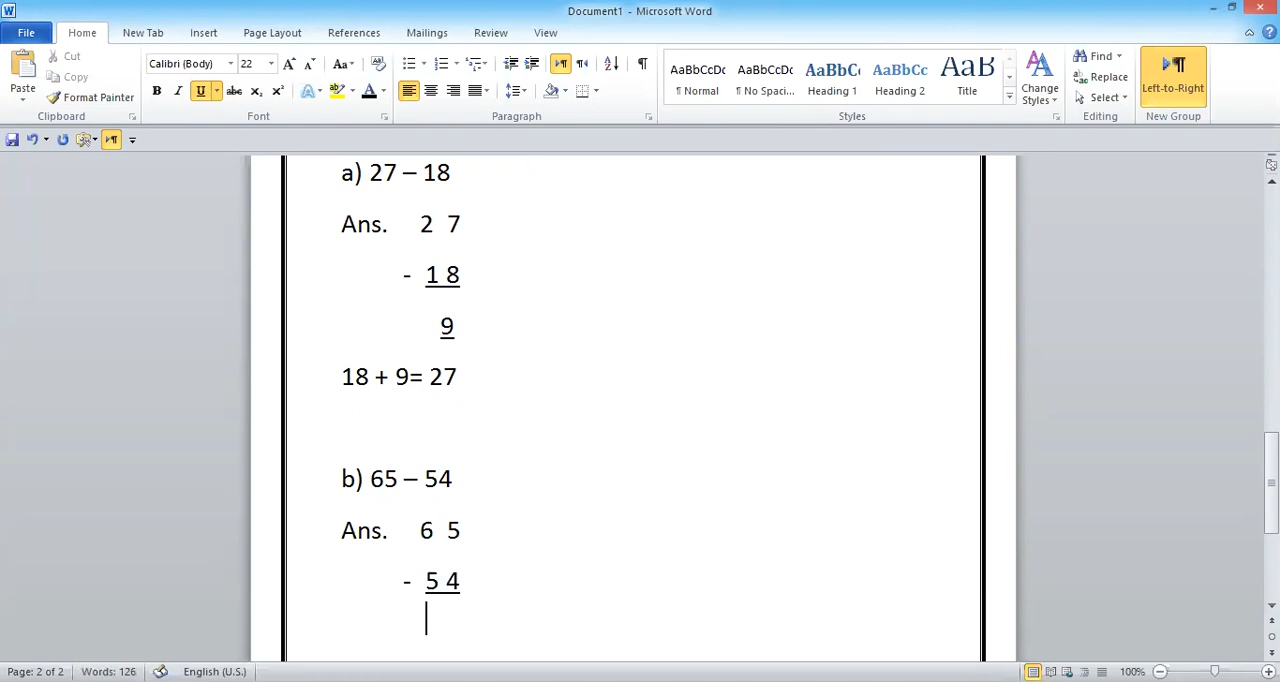 Document1 - Microsoft Word
File Home New Tab Insert Page Layout References Mailings Review View
Cut
Copy
Format Painter
Paste
Clipboard
Calibri (Body) 22
Font
Paragraph
AaBbCcDc AaBbCcDc AaBbC AaBbCc AaB
¶ Normal ¶ No Spaci... Heading 1 Heading 2 Title
Change Styles
Styles
Find
Replace
Select
Editing
Left-to-Right
New Group
a) 27 – 18
Ans. 2 7
- 1 8
9
18 + 9= 27
b) 65 – 54
Ans. 6 5
- 5 4
Page: 2 of 2 Words: 126 English (U.S.) 100%